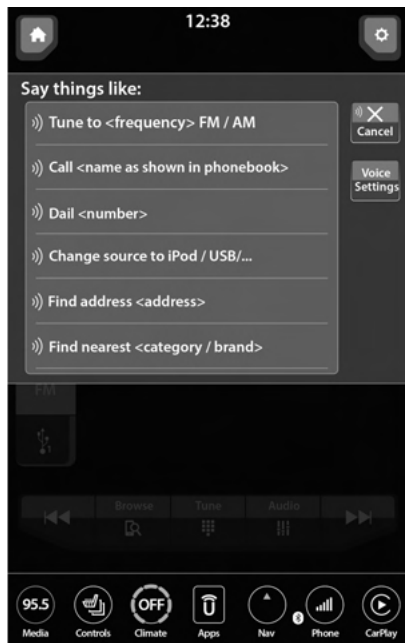 12:38
Say things like:
Tune to <frequency> FM / AM
Cancel
Call <name as shown in phonebook>
Voice
Settings
Dail <number>
Change source to iPod / USB/...
Find address <address>
Find nearest <category / brand>
FM
Browse Tune Audio
95.5 OFF
Media Controls Climate Apps Nav Phone CarPlay